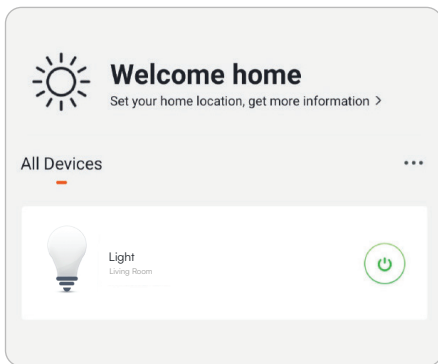 Welcome home
Set your home location, get more information >
All Devices
Light
Living Room